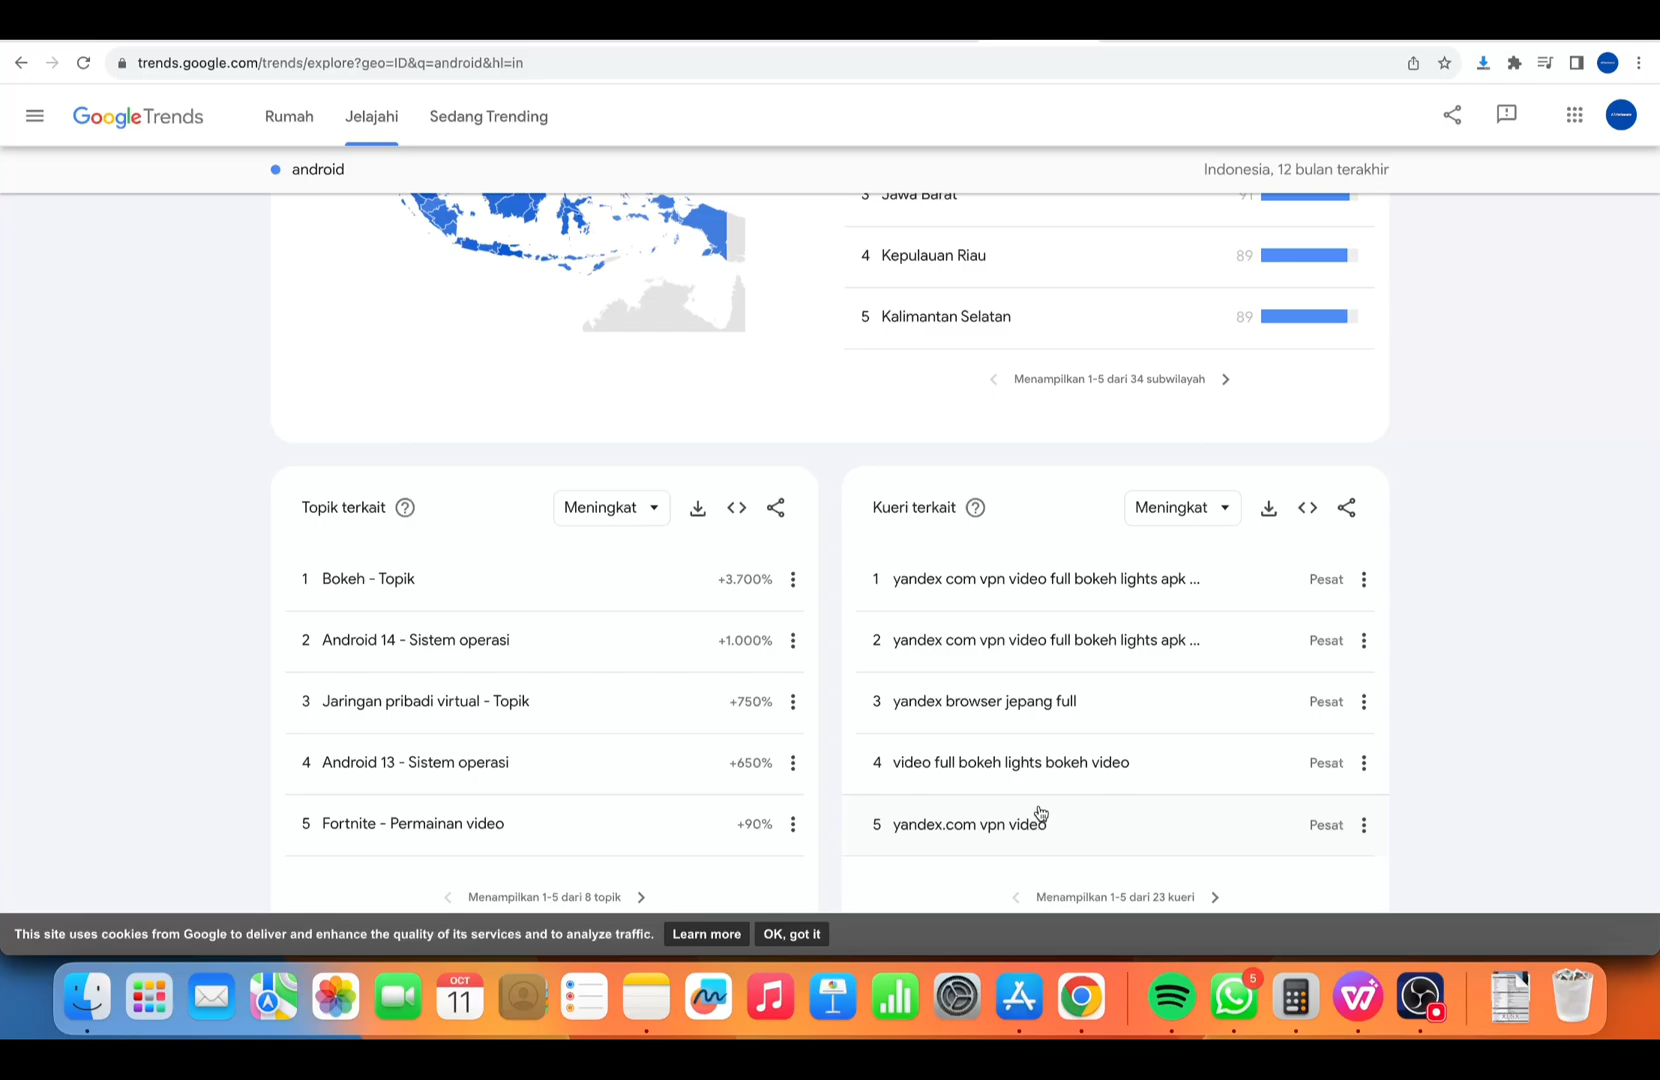 trends.google.com/trends/explore?geo=ID&q=android&hl=in
Google Trends
Rumah
Jelajahi
Sedang Trending
android
Indonesia, 12 bulan terakhir
3 Jawa Barat 91
4 Kepulauan Riau 89
5 Kalimantan Selatan 89
Menampilkan 1-5 dari 34 subwilayah
Topik terkait
Meningkat
1 Bokeh - Topik +3.700%
2 Android 14 - Sistem operasi +1.000%
3 Jaringan pribadi virtual - Topik +750%
4 Android 13 - Sistem operasi +650%
5 Fortnite - Permainan video +90%
Menampilkan 1-5 dari 8 topik
Kueri terkait
Meningkat
1 yandex com vpn video full bokeh lights apk ... Pesat
2 yandex com vpn video full bokeh lights apk ... Pesat
3 yandex browser jepang full Pesat
4 video full bokeh lights bokeh video Pesat
5 yandex.com vpn video Pesat
Menampilkan 1-5 dari 23 kueri
This site uses cookies from Google to deliver and enhance the quality of its services and to analyze traffic.
Learn more
OK, got it
OCT
11
5